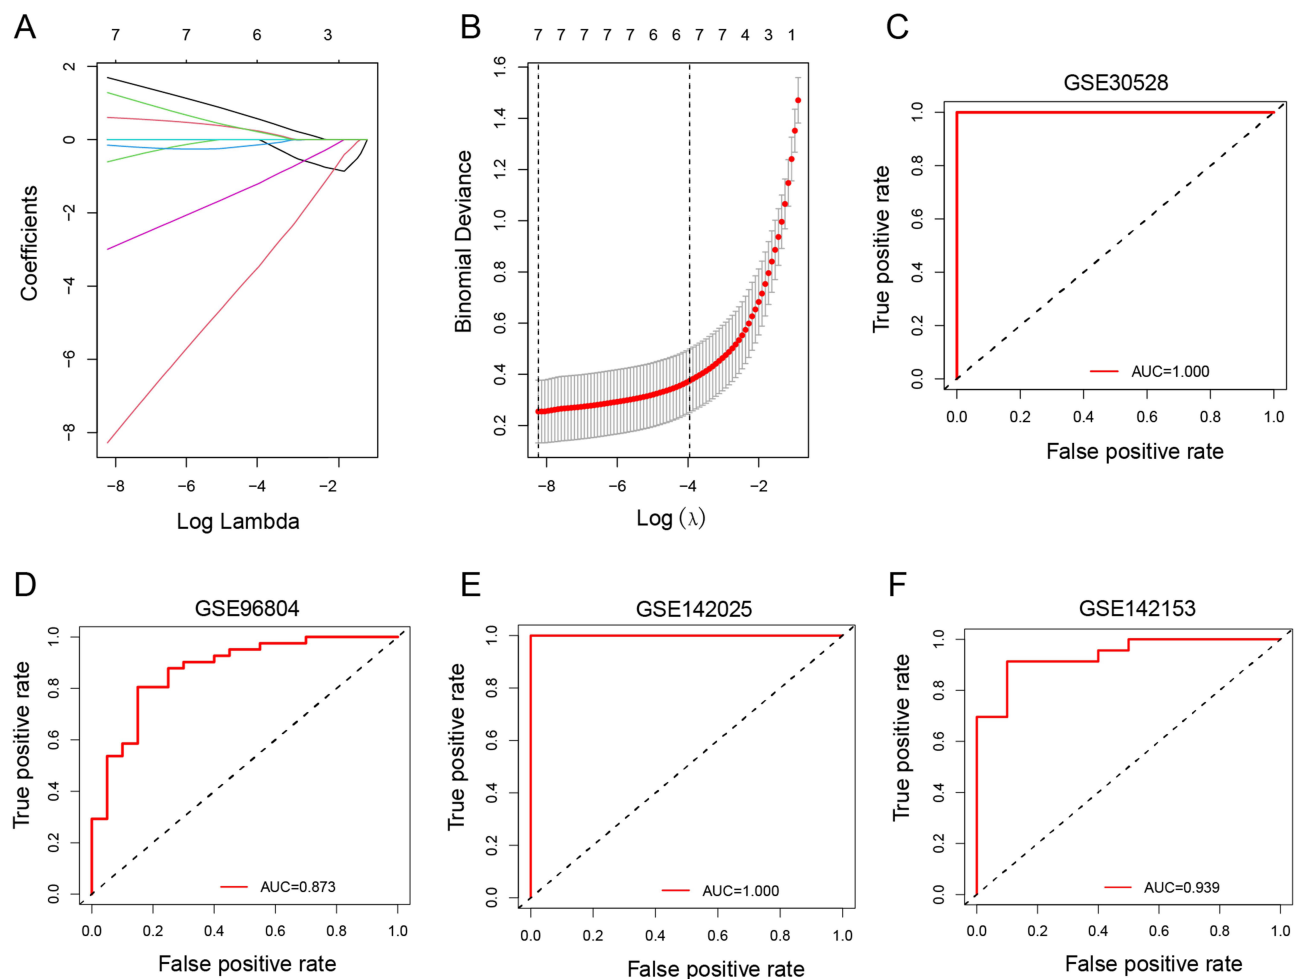 A
7 7 6 3
2
0
−2
−4
−6
−8
Coefficients
−8 −6 −4 −2
Log Lambda
B
7 7 7 7 7 6 6 7 7 4 3 1
1.6
1.4
1.2
1.0
0.8
0.6
0.4
0.2
Binomial Deviance
−8 −6 −4 −2
Log (λ)
C
GSE30528
1.0
0.8
0.6
0.4
0.2
0.0
True positive rate
AUC=1.000
0.0 0.2 0.4 0.6 0.8 1.0
False positive rate
D
GSE96804
1.0
0.8
0.6
0.4
0.2
0.0
True positive rate
AUC=0.873
0.0 0.2 0.4 0.6 0.8 1.0
False positive rate
E
GSE142025
1.0
0.8
0.6
0.4
0.2
0.0
True positive rate
AUC=1.000
0.0 0.2 0.4 0.6 0.8 1.0
False positive rate
F
GSE142153
1.0
0.8
0.6
0.4
0.2
0.0
True positive rate
AUC=0.939
0.0 0.2 0.4 0.6 0.8 1.0
False positive rate